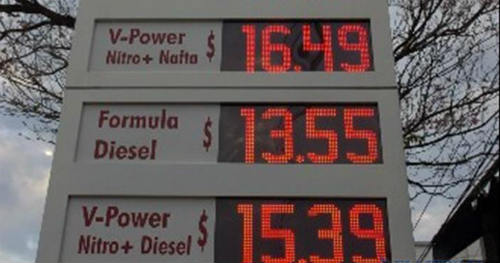 V-Power
Nitro+ Nafta $ 16.49
Formula
Diesel $ 13.55
V-Power
Nitro+ Diesel $ 15.39